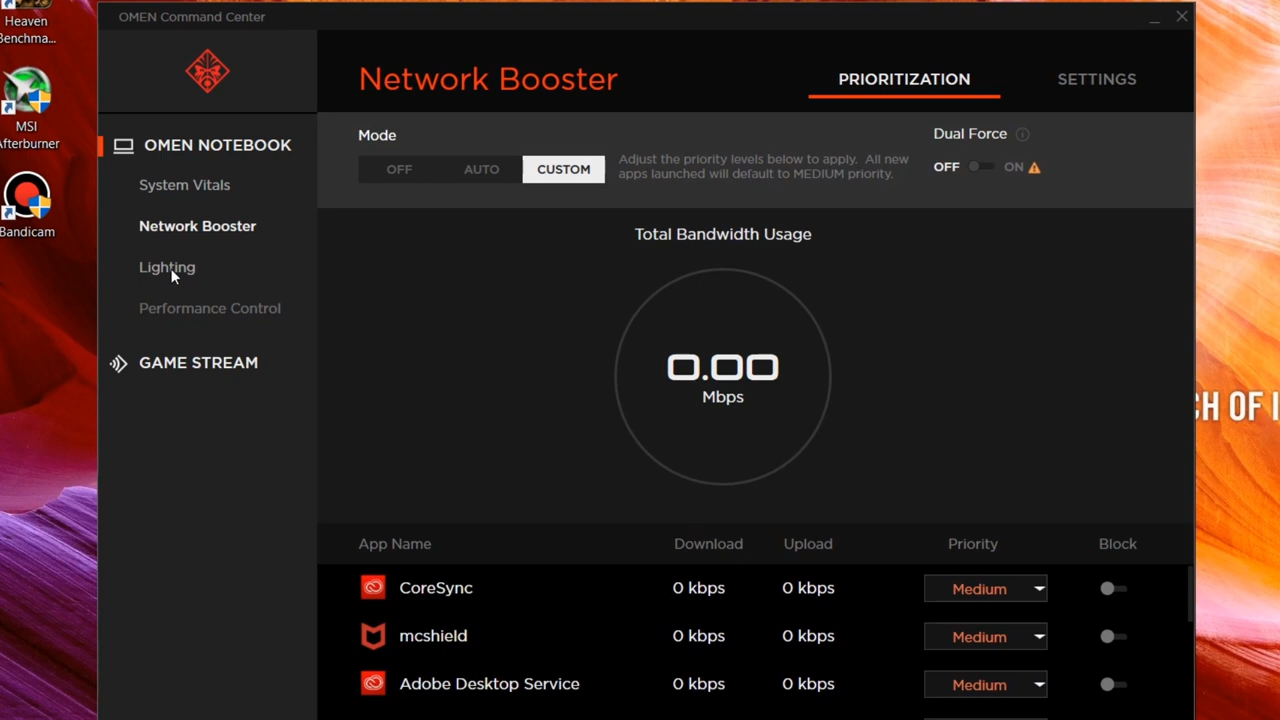 Heaven
Benchma...
MSI
Afterburner
Bandicam
OMEN Command Center
OMEN NOTEBOOK
System Vitals
Network Booster
Lighting
Performance Control
GAME STREAM
Network Booster
PRIORITIZATION
SETTINGS
Mode
OFF
AUTO
CUSTOM
Adjust the priority levels below to apply. All new
apps launched will default to MEDIUM priority.
Dual Force
OFF
ON
Total Bandwidth Usage
0.00
Mbps
App Name
Download
Upload
Priority
Block
CoreSync
0 kbps
0 kbps
Medium
mcshield
0 kbps
0 kbps
Medium
Adobe Desktop Service
0 kbps
0 kbps
Medium
CH OF I